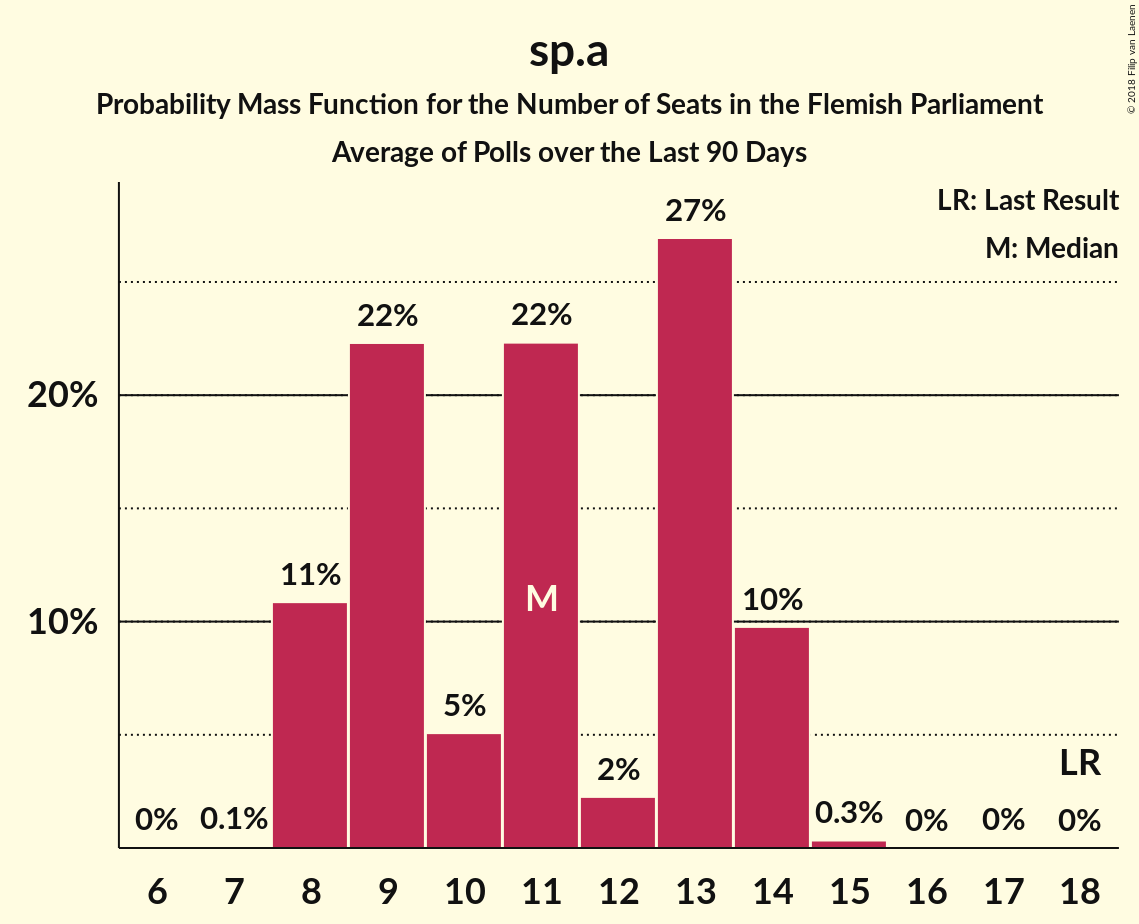 © 2018 Filip van Laenen
sp.a
Probability Mass Function for the Number of Seats in the Flemish Parliament
Average of Polls over the Last 90 Days
LR: Last Result
M: Median
20%
10%
0%
0.1%
11%
22%
5%
22%
M
2%
27%
10%
0.3%
0%
0%
LR
0%
6 7 8 9 10 11 12 13 14 15 16 17 18